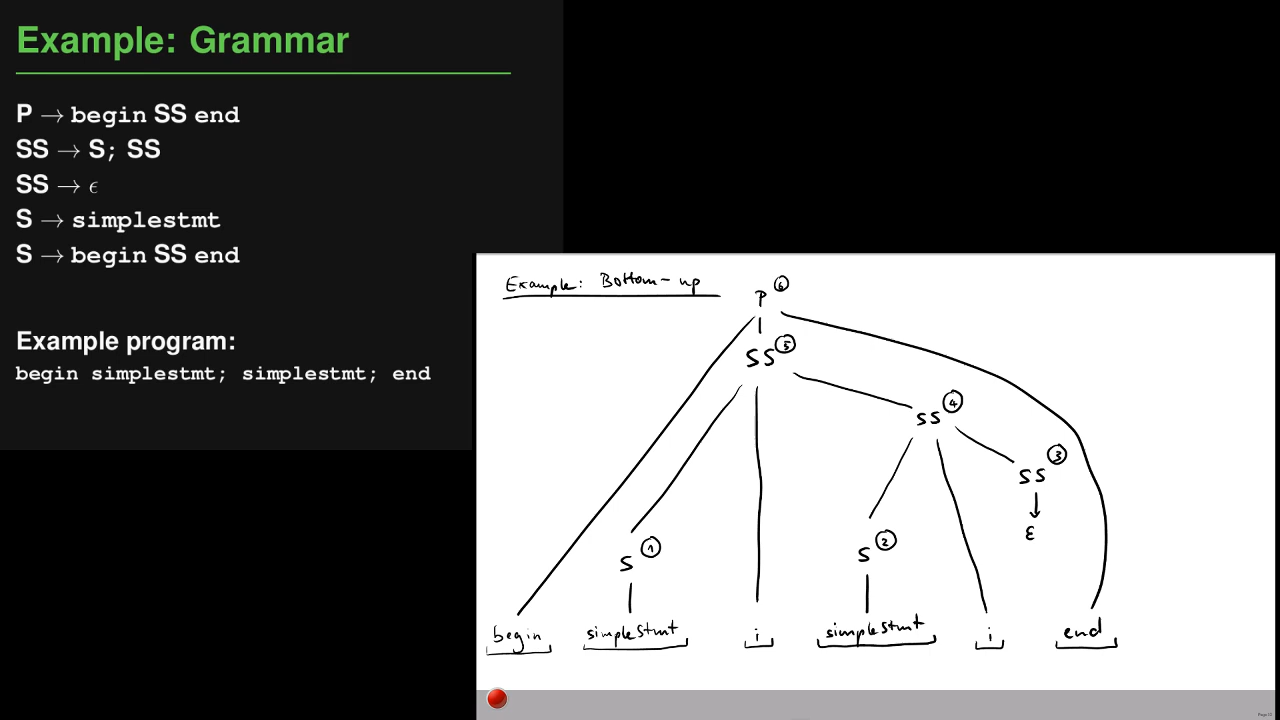 Example: Grammar
P → begin SS end
SS → S; SS
SS → ϵ
S → simplestmt
S → begin SS end
Example program:
begin simplestmt; simplestmt; end
Example: Bottom-up
P ⑥
SS ⑤
SS ④
SS ③
ε
S ① S ②
begin simpleStmt ; simpleStmt ; end